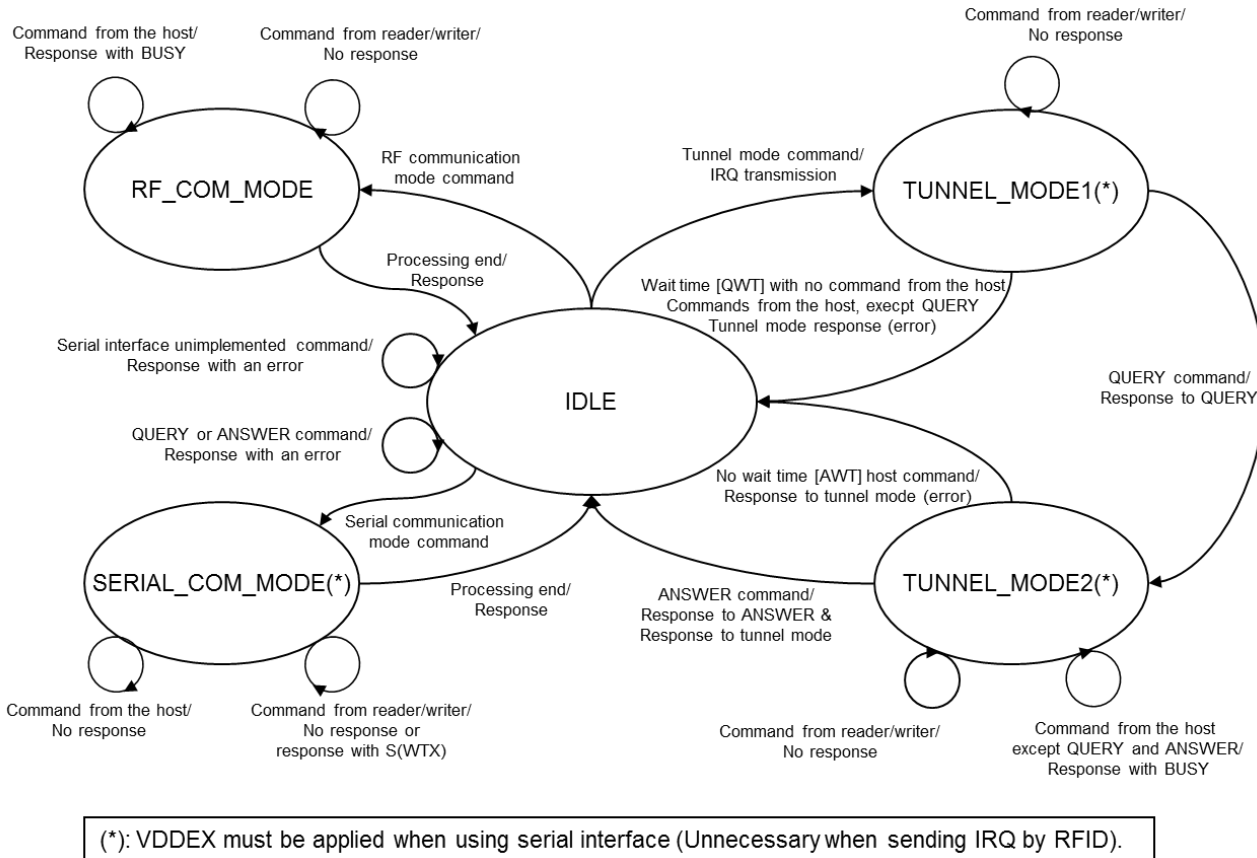 Command from the host/
Response with BUSY
Command from reader/writer/
No response
Command from reader/writer/
No response
RF_COM_MODE
RF communication
mode command
Tunnel mode command/
IRQ transmission
TUNNEL_MODE1(*)
Processing end/
Response
Wait time [QWT] with no command from the host
Commands from the host, execpt QUERY
Tunnel mode response (error)
Serial interface unimplemented command/
Response with an error
IDLE
QUERY command/
Response to QUERY
QUERY or ANSWER command/
Response with an error
No wait time [AWT] host command/
Response to tunnel mode (error)
Serial communication
mode command
SERIAL_COM_MODE(*)
Processing end/
Response
ANSWER command/
Response to ANSWER &
Response to tunnel mode
TUNNEL_MODE2(*)
Command from the host/
No response
Command from reader/writer/
No response or
response with S(WTX)
Command from reader/writer/
No response
Command from the host
except QUERY and ANSWER/
Response with BUSY
(*): VDDEX must be applied when using serial interface (Unnecessary when sending IRQ by RFID).